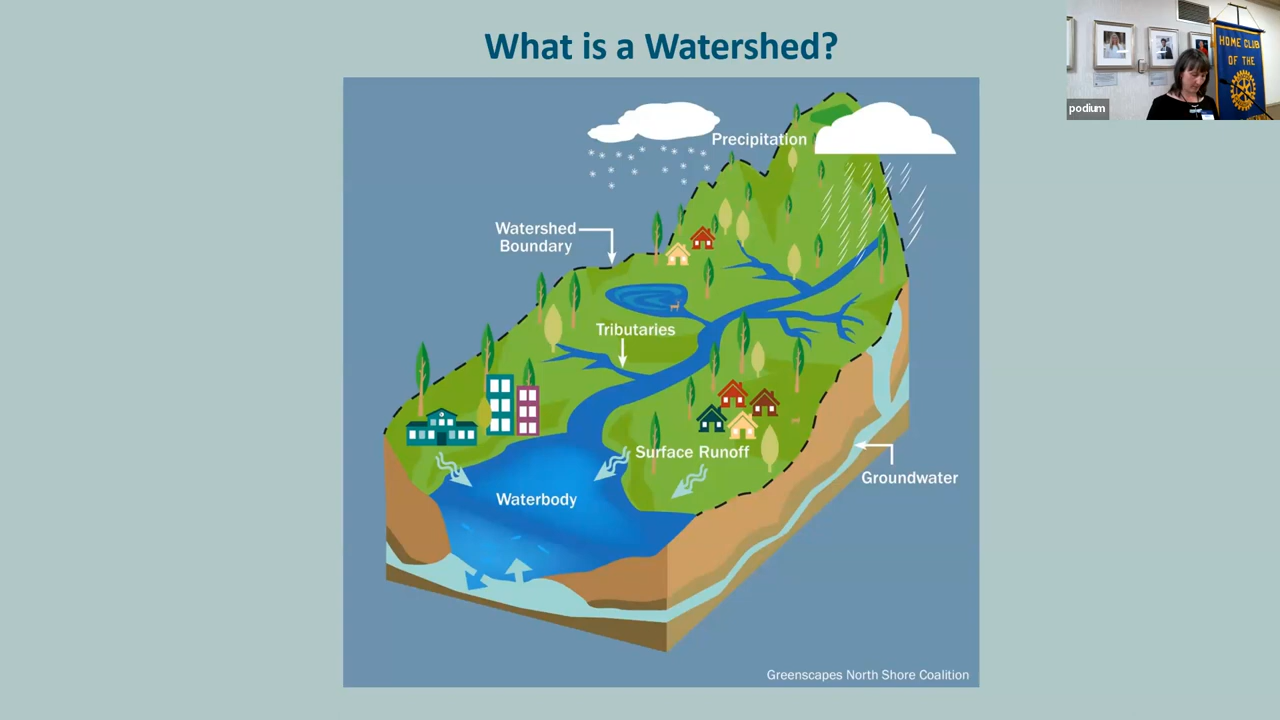 What is a Watershed?
HOME CLUB
OF THE
podium
Precipitation
Watershed
Boundary
Tributaries
Surface Runoff
Groundwater
Waterbody
Greenscapes North Shore Coalition